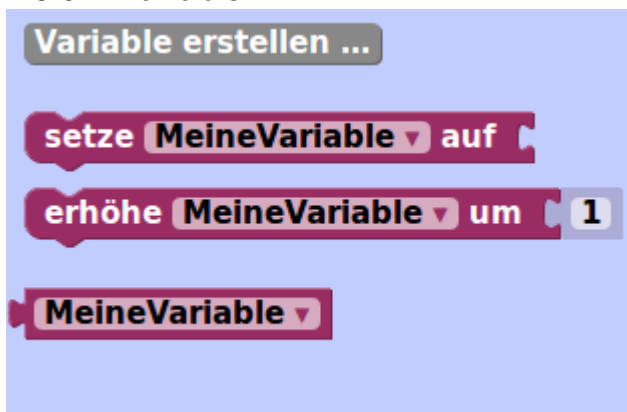 Variable erstellen ...
setze MeineVariable ▾ auf
erhöhe MeineVariable ▾ um 1
MeineVariable ▾